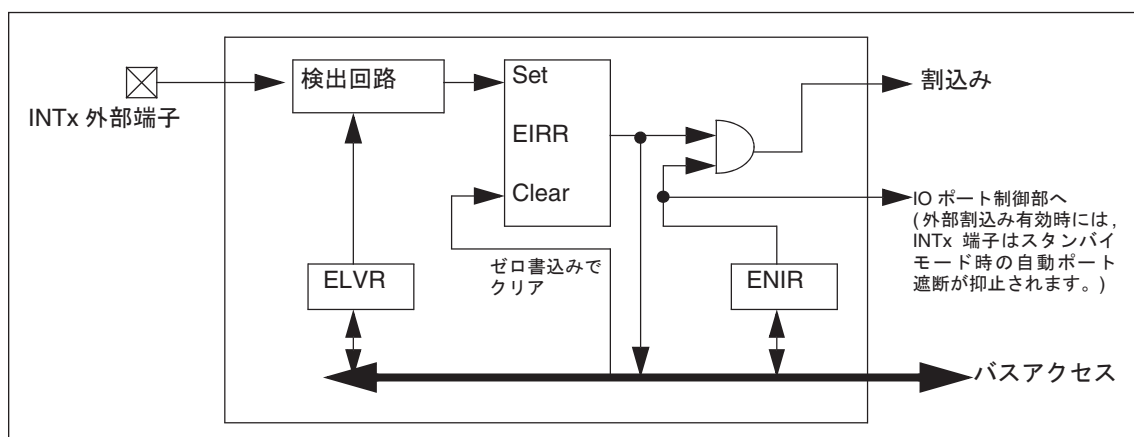 INTx 外部端子
検出回路
Set
EIRR
Clear
割込み
IO ポート制御部へ
(外部割込み有効時には,
INTx 端子はスタンバイ
モード時の自動ポート
遮断が抑止されます。)
ゼロ書込みで
クリア
ELVR
ENIR
バスアクセス